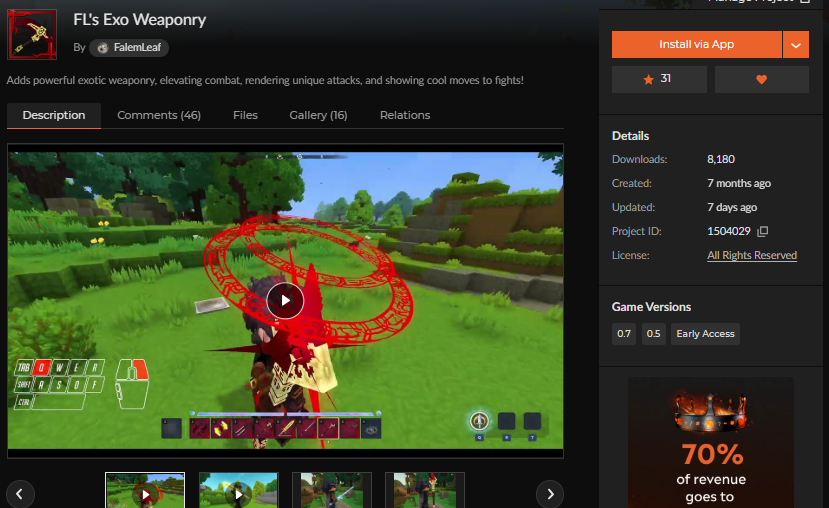 Manage Project
FL's Exo Weaponry
By FalemLeaf
Adds powerful exotic weaponry, elevating combat, rendering unique attacks, and showing cool moves to fights!
Description Comments (46) Files Gallery (16) Relations
TAB Q W E R
SHIFT A S D F
CTRL
Install via App
31
Details
Downloads: 8,180
Created: 7 months ago
Updated: 7 days ago
Project ID: 1504029
License: All Rights Reserved
Game Versions
0.7 0.5 Early Access
70%
of revenue
goes to